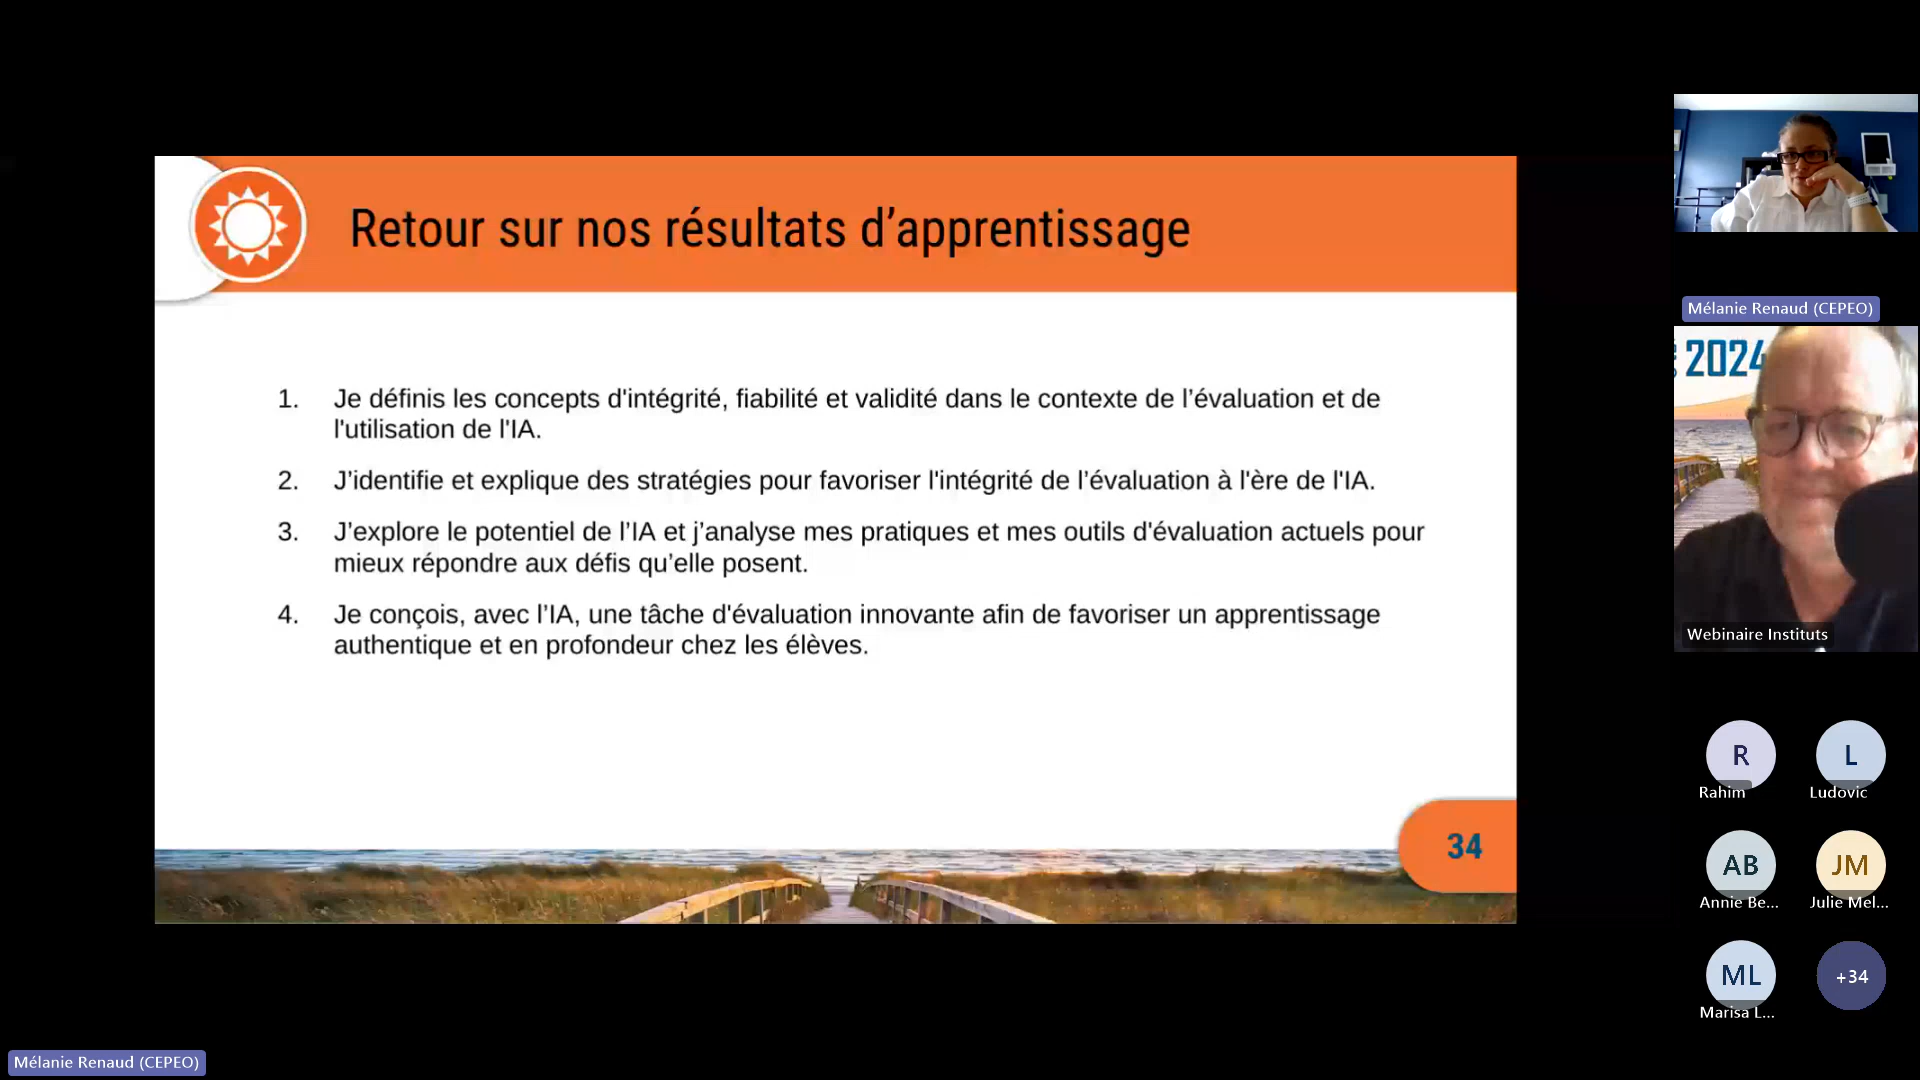 Retour sur nos résultats d’apprentissage
1. Je définis les concepts d'intégrité, fiabilité et validité dans le contexte de l’évaluation et de
l'utilisation de l'IA.
2. J’identifie et explique des stratégies pour favoriser l'intégrité de l’évaluation à l'ère de l'IA.
3. J’explore le potentiel de l’IA et j’analyse mes pratiques et mes outils d'évaluation actuels pour
mieux répondre aux défis qu’elle posent.
4. Je conçois, avec l’IA, une tâche d'évaluation innovante afin de favoriser un apprentissage
authentique et en profondeur chez les élèves.
34
Mélanie Renaud (CEPEO)
2024
Webinaire Instituts
R
Rahim
L
Ludovic
AB
Annie Be...
JM
Julie Mel...
ML
Marisa L...
+34
Mélanie Renaud (CEPEO)